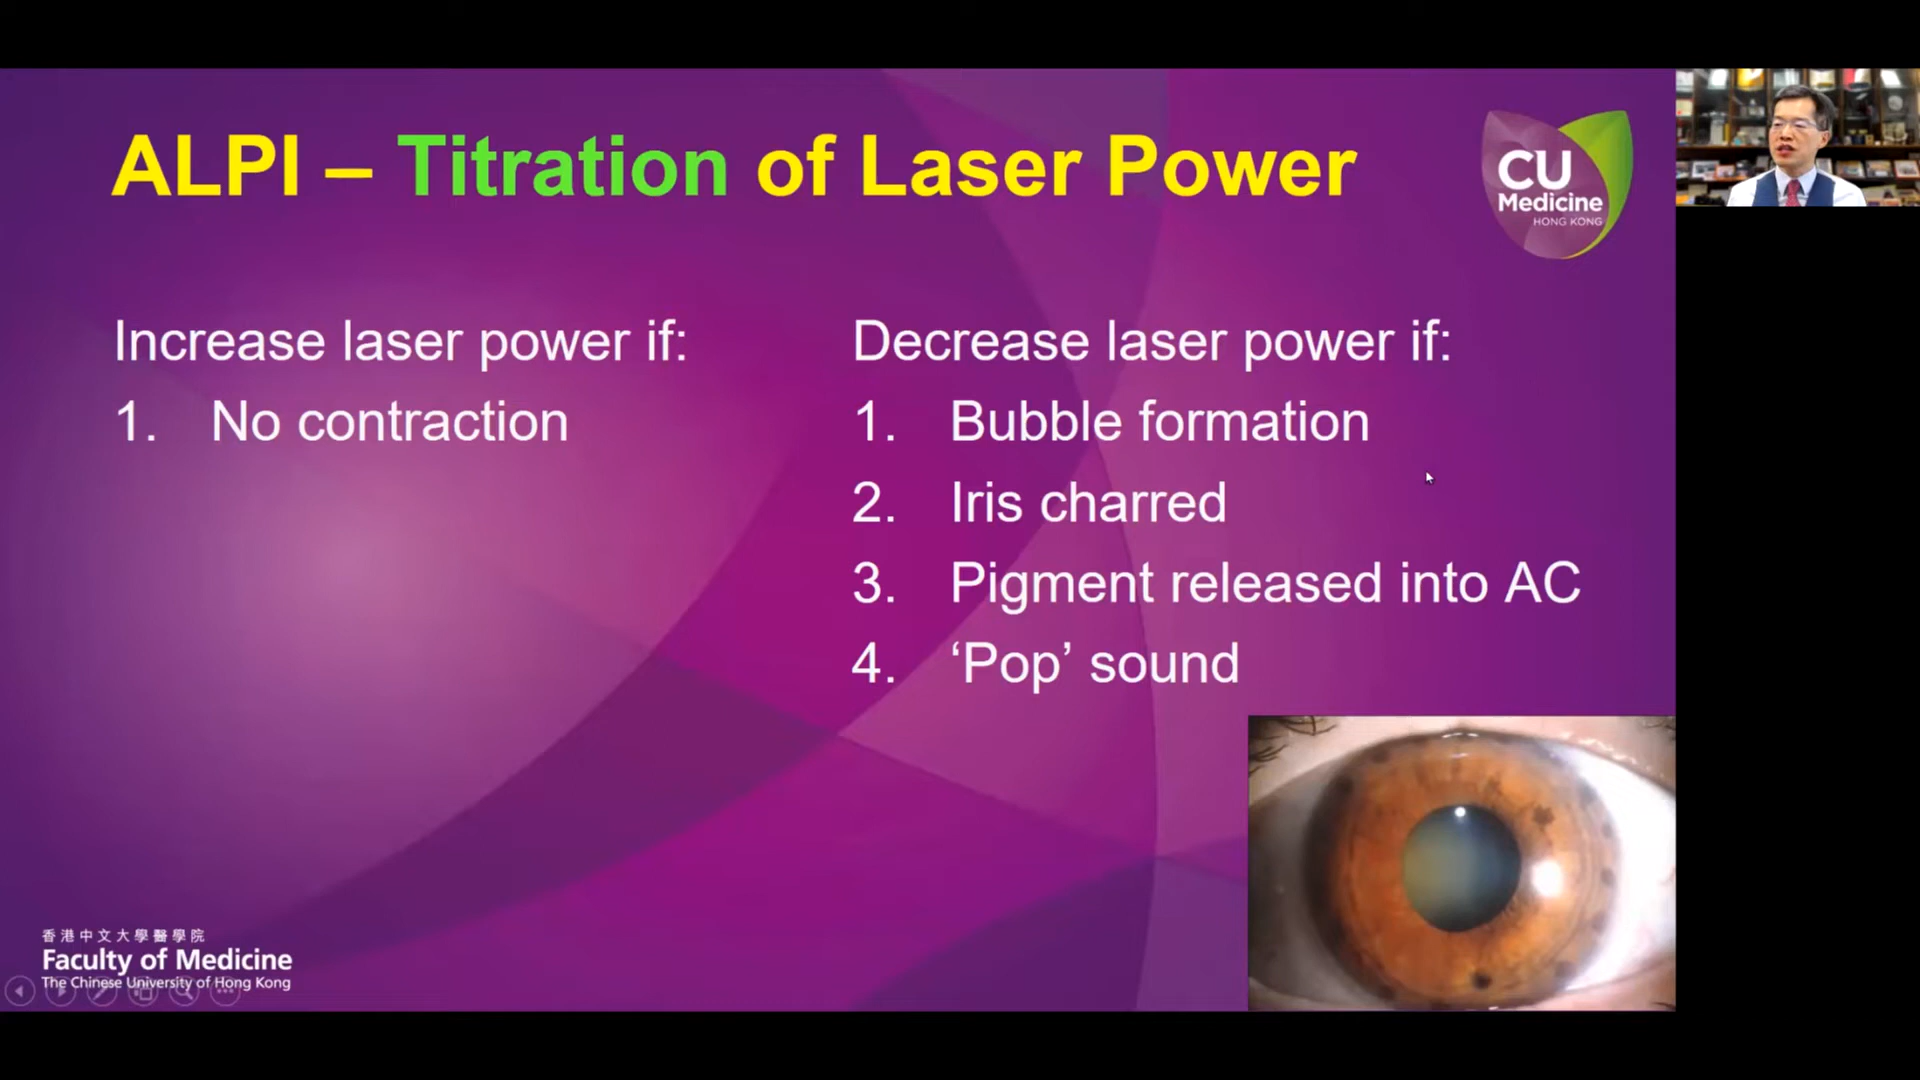 ALPI – Titration of Laser Power
CU
Medicine
HONG KONG
Increase laser power if:
1. No contraction
Decrease laser power if:
1. Bubble formation
2. Iris charred
3. Pigment released into AC
4. ‘Pop’ sound
香港中文大學醫學院
Faculty of Medicine
The Chinese University of Hong Kong